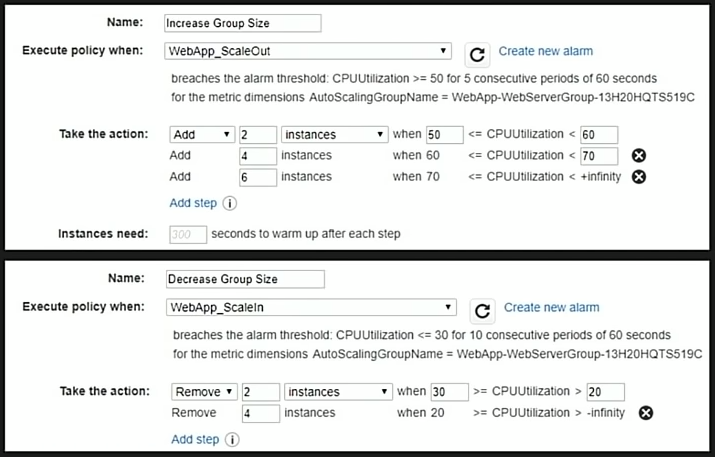 Name: Increase Group Size
Execute policy when: WebApp_ScaleOut Create new alarm
breaches the alarm threshold: CPUUtilization >= 50 for 5 consecutive periods of 60 seconds
for the metric dimensions AutoScalingGroupName = WebApp-WebServerGroup-13H20HQTS519C
Take the action: Add 2 instances when 50 <= CPUUtilization < 60
Add 4 instances when 60 <= CPUUtilization < 70
Add 6 instances when 70 <= CPUUtilization < +infinity
Add step i
Instances need: 300 seconds to warm up after each step
Name: Decrease Group Size
Execute policy when: WebApp_ScaleIn Create new alarm
breaches the alarm threshold: CPUUtilization <= 30 for 10 consecutive periods of 60 seconds
for the metric dimensions AutoScalingGroupName = WebApp-WebServerGroup-13H20HQTS519C
Take the action: Remove 2 instances when 30 >= CPUUtilization > 20
Remove 4 instances when 20 >= CPUUtilization > -infinity
Add step i